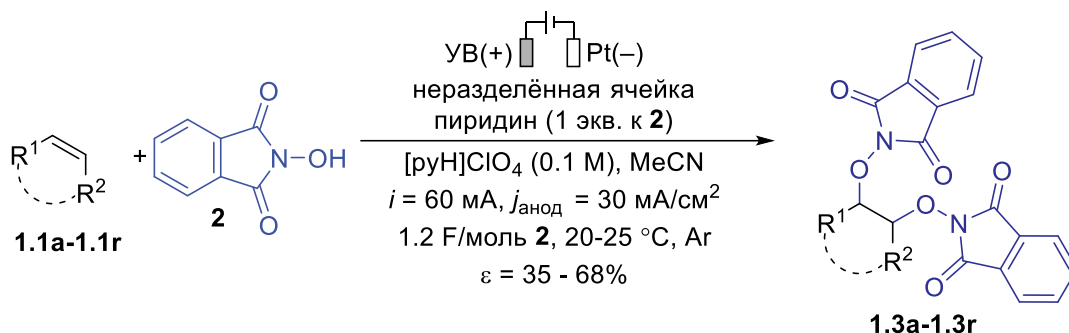 УВ(+) Pt(–)
неразделённая ячейка
пиридин (1 экв. к 2)
[pyH]ClO4 (0.1 М), MeCN
i = 60 мА, jанод = 30 мА/см2
1.2 F/моль 2, 20-25 °C, Ar
ε = 35 - 68%
R1
R2
1.1a-1.1r
+
O
N
OH
O
2
O
N
O
O
O
N
O
O
R1
R2
1.3a-1.3r